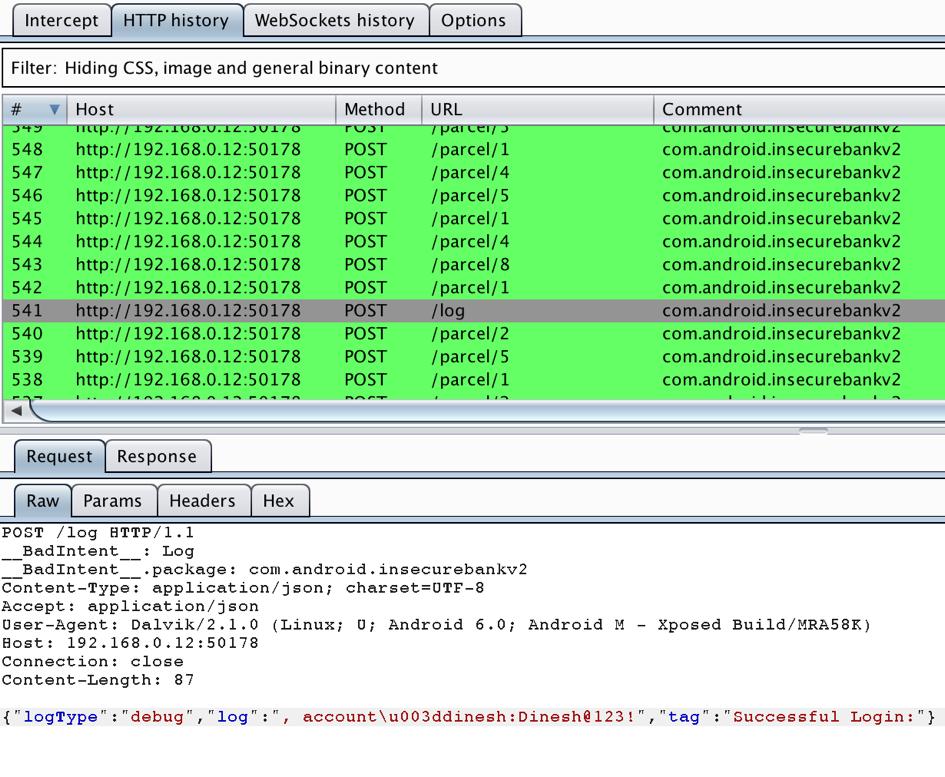 Intercept HTTP history WebSockets history Options
Filter: Hiding CSS, image and general binary content
# Host Method URL Comment
549 http://192.168.0.12:50178 POST /parcel/5 com.android.insecurebankv2
548 http://192.168.0.12:50178 POST /parcel/1 com.android.insecurebankv2
547 http://192.168.0.12:50178 POST /parcel/4 com.android.insecurebankv2
546 http://192.168.0.12:50178 POST /parcel/5 com.android.insecurebankv2
545 http://192.168.0.12:50178 POST /parcel/1 com.android.insecurebankv2
544 http://192.168.0.12:50178 POST /parcel/4 com.android.insecurebankv2
543 http://192.168.0.12:50178 POST /parcel/8 com.android.insecurebankv2
542 http://192.168.0.12:50178 POST /parcel/1 com.android.insecurebankv2
541 http://192.168.0.12:50178 POST /log com.android.insecurebankv2
540 http://192.168.0.12:50178 POST /parcel/2 com.android.insecurebankv2
539 http://192.168.0.12:50178 POST /parcel/5 com.android.insecurebankv2
538 http://192.168.0.12:50178 POST /parcel/1 com.android.insecurebankv2
Request Response
Raw Params Headers Hex
POST /log HTTP/1.1
__BadIntent__: Log
__BadIntent__.package: com.android.insecurebankv2
Content-Type: application/json; charset=UTF-8
Accept: application/json
User-Agent: Dalvik/2.1.0 (Linux; U; Android 6.0; Android M - Xposed Build/MRA58K)
Host: 192.168.0.12:50178
Connection: close
Content-Length: 87
{"logType":"debug","log":", account\u003ddinesh:Dinesh@123!","tag":"Successful Login:"}